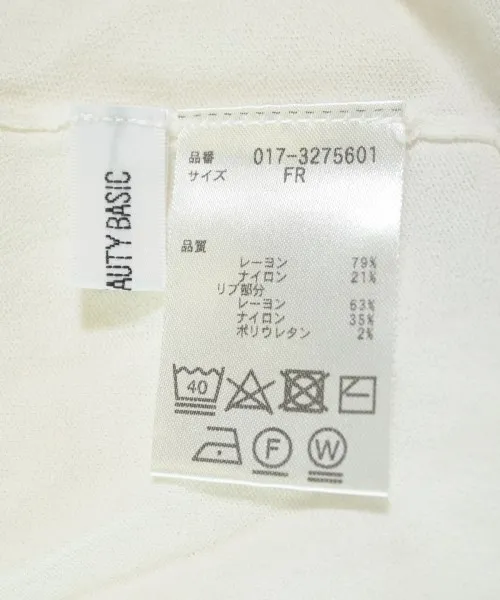 AUTY BASIC
品番 017-3275601
サイズ FR
品質
レーヨン 79%
ナイロン 21%
リブ部分
レーヨン 63%
ナイロン 35%
ポリウレタン 2%
40
F W